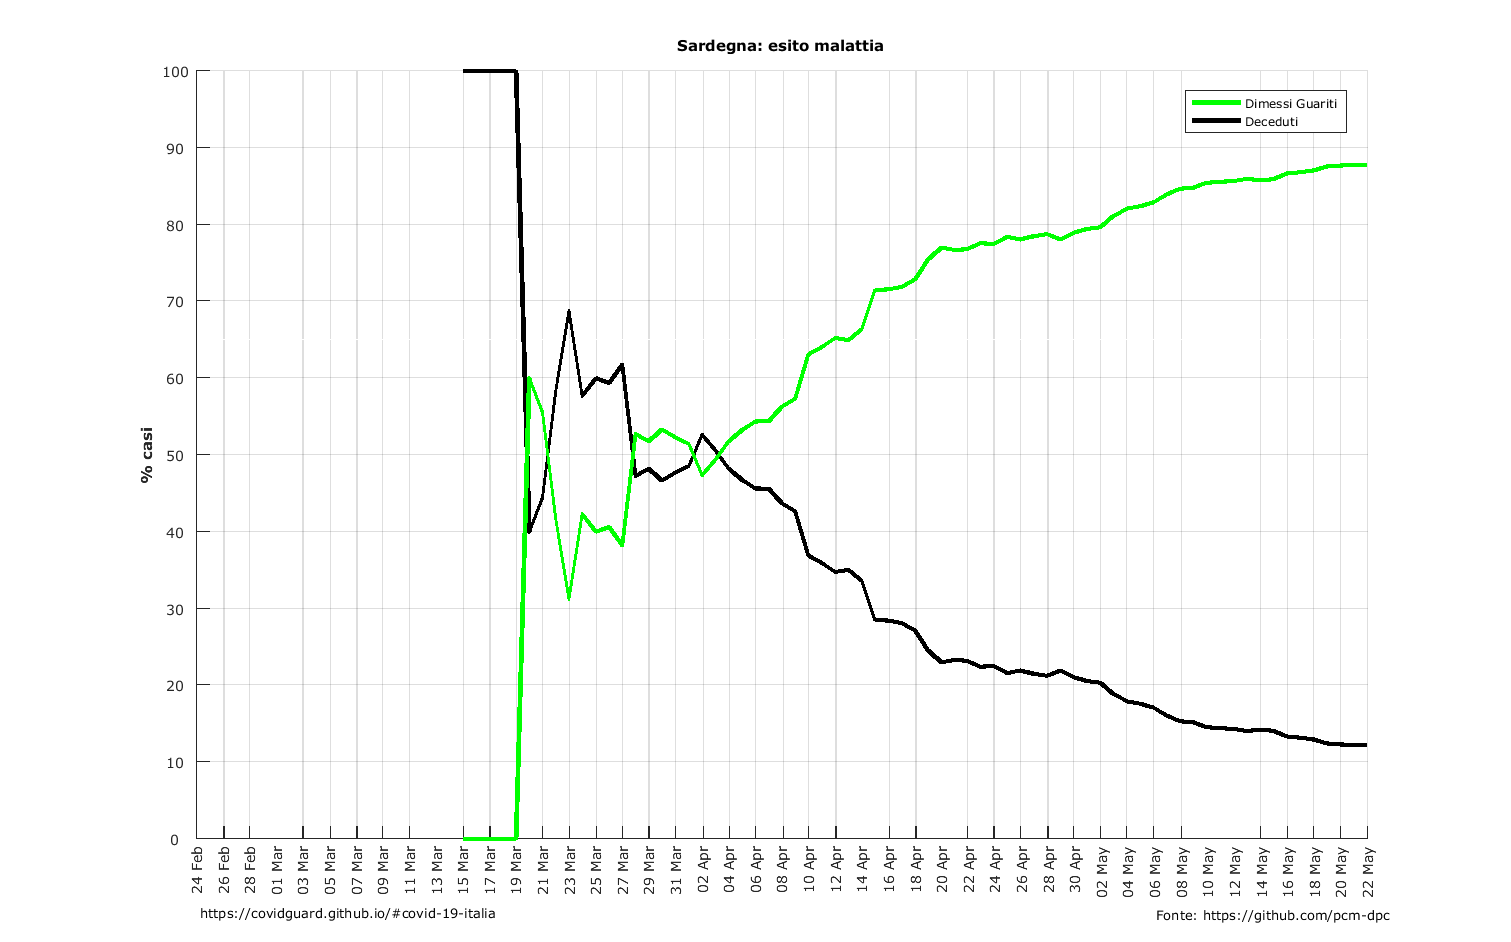 Sardegna: esito malattia
100
90
80
70
60
50
40
30
20
10
0
% casi
Dimessi Guariti
Deceduti
24 Feb
26 Feb
28 Feb
01 Mar
03 Mar
05 Mar
07 Mar
09 Mar
11 Mar
13 Mar
15 Mar
17 Mar
19 Mar
21 Mar
23 Mar
25 Mar
27 Mar
29 Mar
31 Mar
02 Apr
04 Apr
06 Apr
08 Apr
10 Apr
12 Apr
14 Apr
16 Apr
18 Apr
20 Apr
22 Apr
24 Apr
26 Apr
28 Apr
30 Apr
02 May
04 May
06 May
08 May
10 May
12 May
14 May
16 May
18 May
20 May
22 May
https://covidguard.github.io/#covid-19-italia
Fonte: https://github.com/pcm-dpc